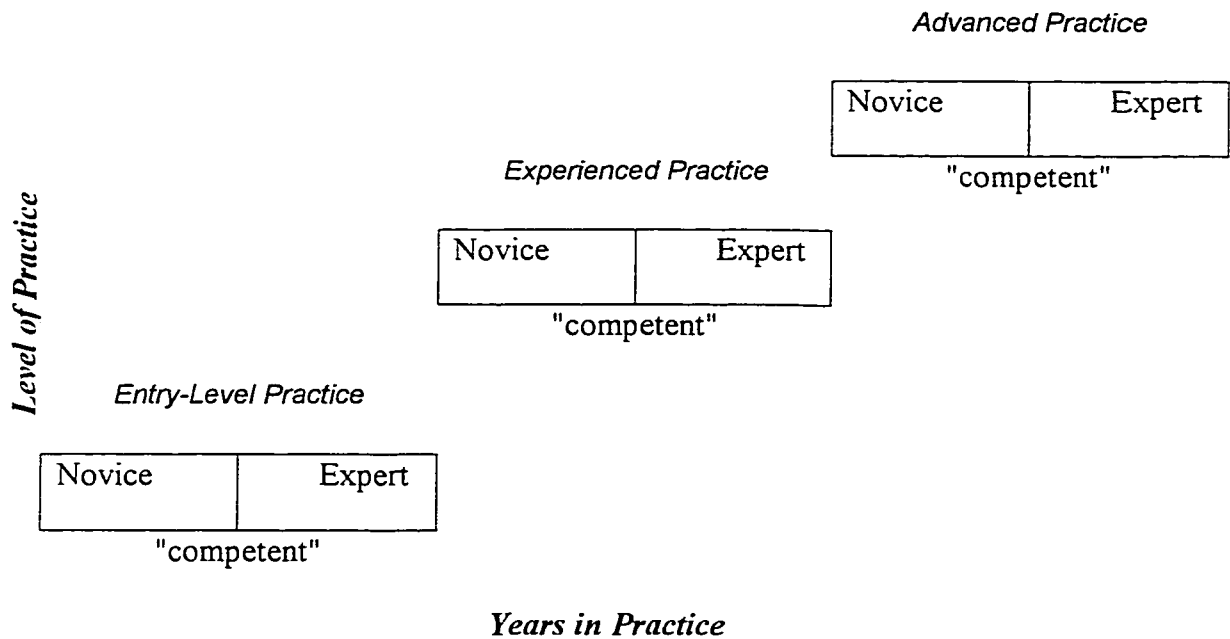 Advanced Practice
Novice Expert
"competent"
Experienced Practice
Novice Expert
"competent"
Level of Practice
Entry-Level Practice
Novice Expert
"competent"
Years in Practice